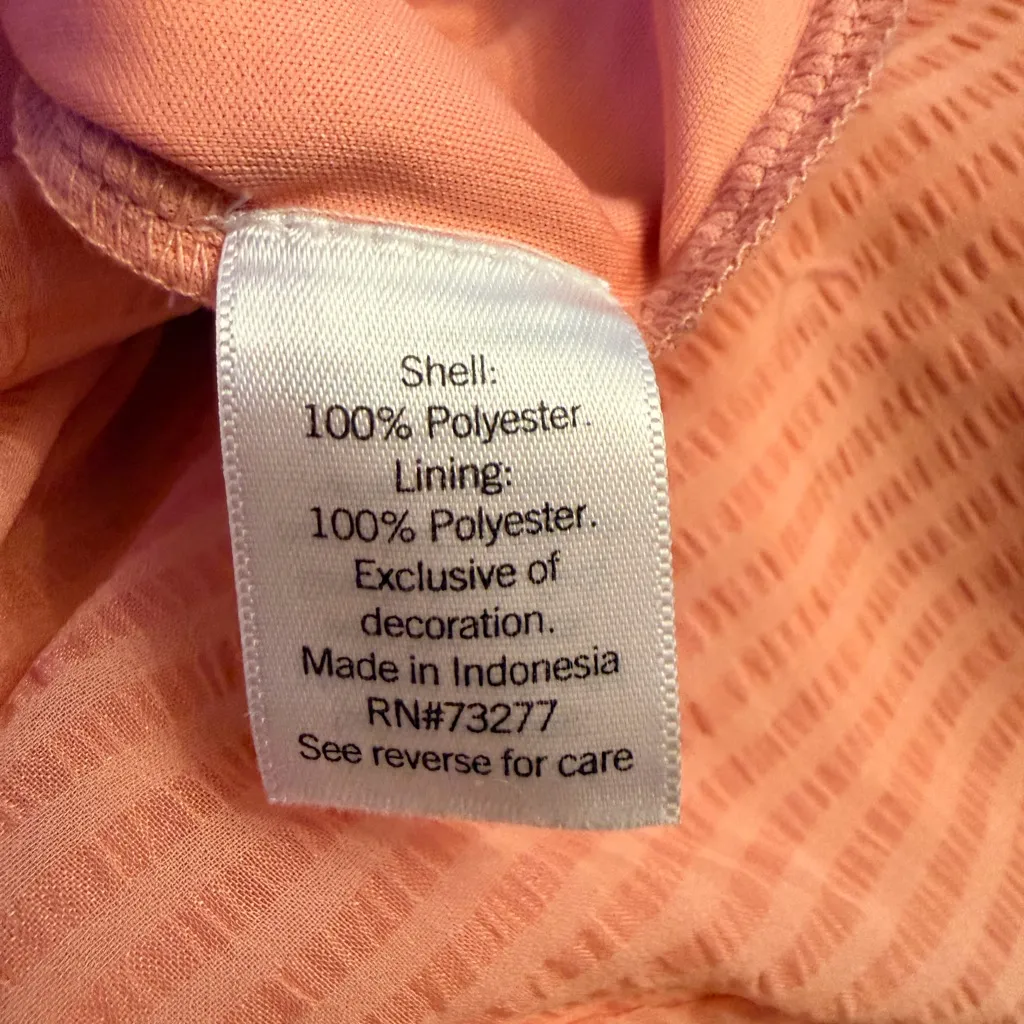 Shell:
100% Polyester.
Lining:
100% Polyester.
Exclusive of
decoration.
Made in Indonesia
RN#73277
See reverse for care